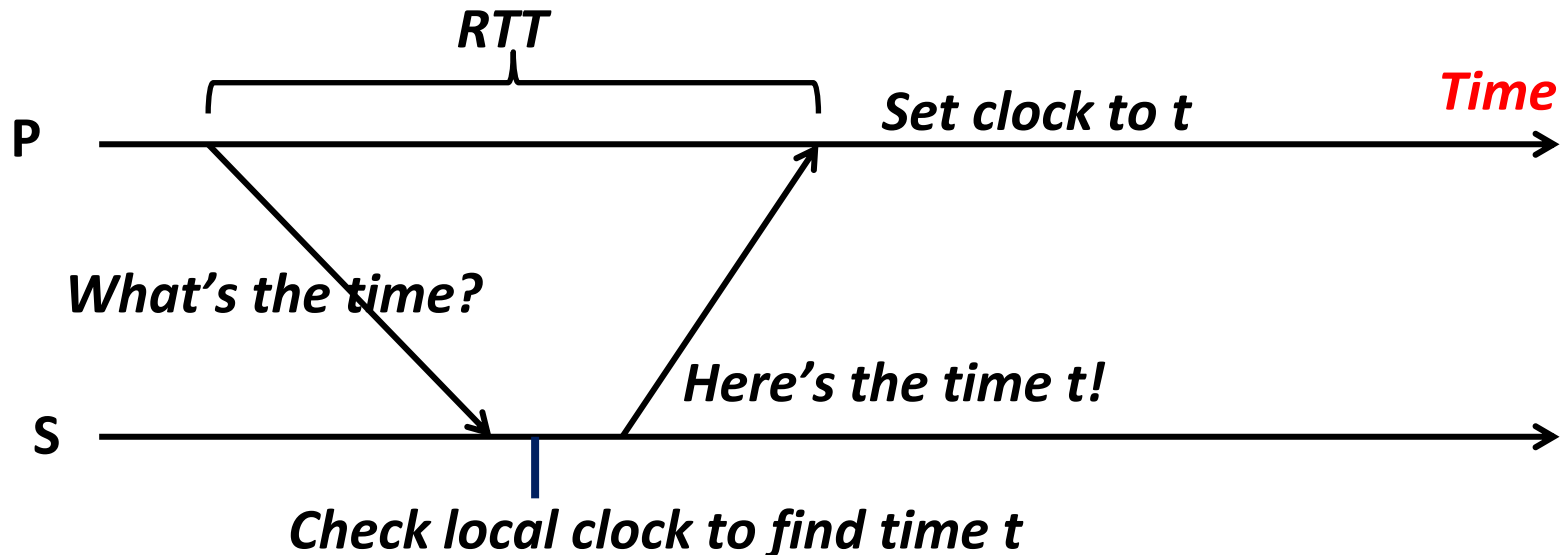 RTT
Time
Set clock to t
P
What’s the time?
Here’s the time t!
S
Check local clock to find time t